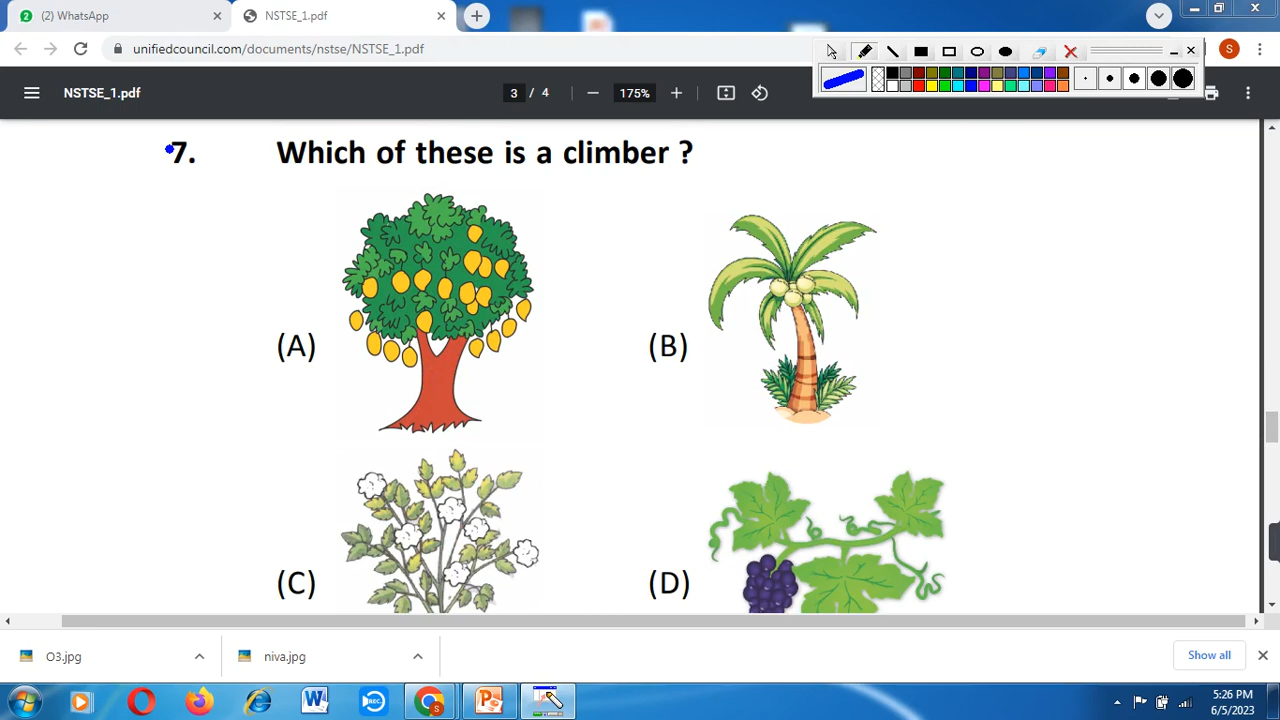 (2) WhatsApp
NSTSE_1.pdf
unifiedcouncil.com/documents/nstse/NSTSE_1.pdf
S
NSTSE_1.pdf
3 / 4
175%
7. Which of these is a climber ?
(A)
(B)
(C)
(D)
O3.jpg
niva.jpg
Show all
REC
S
5:26 PM
6/5/2023